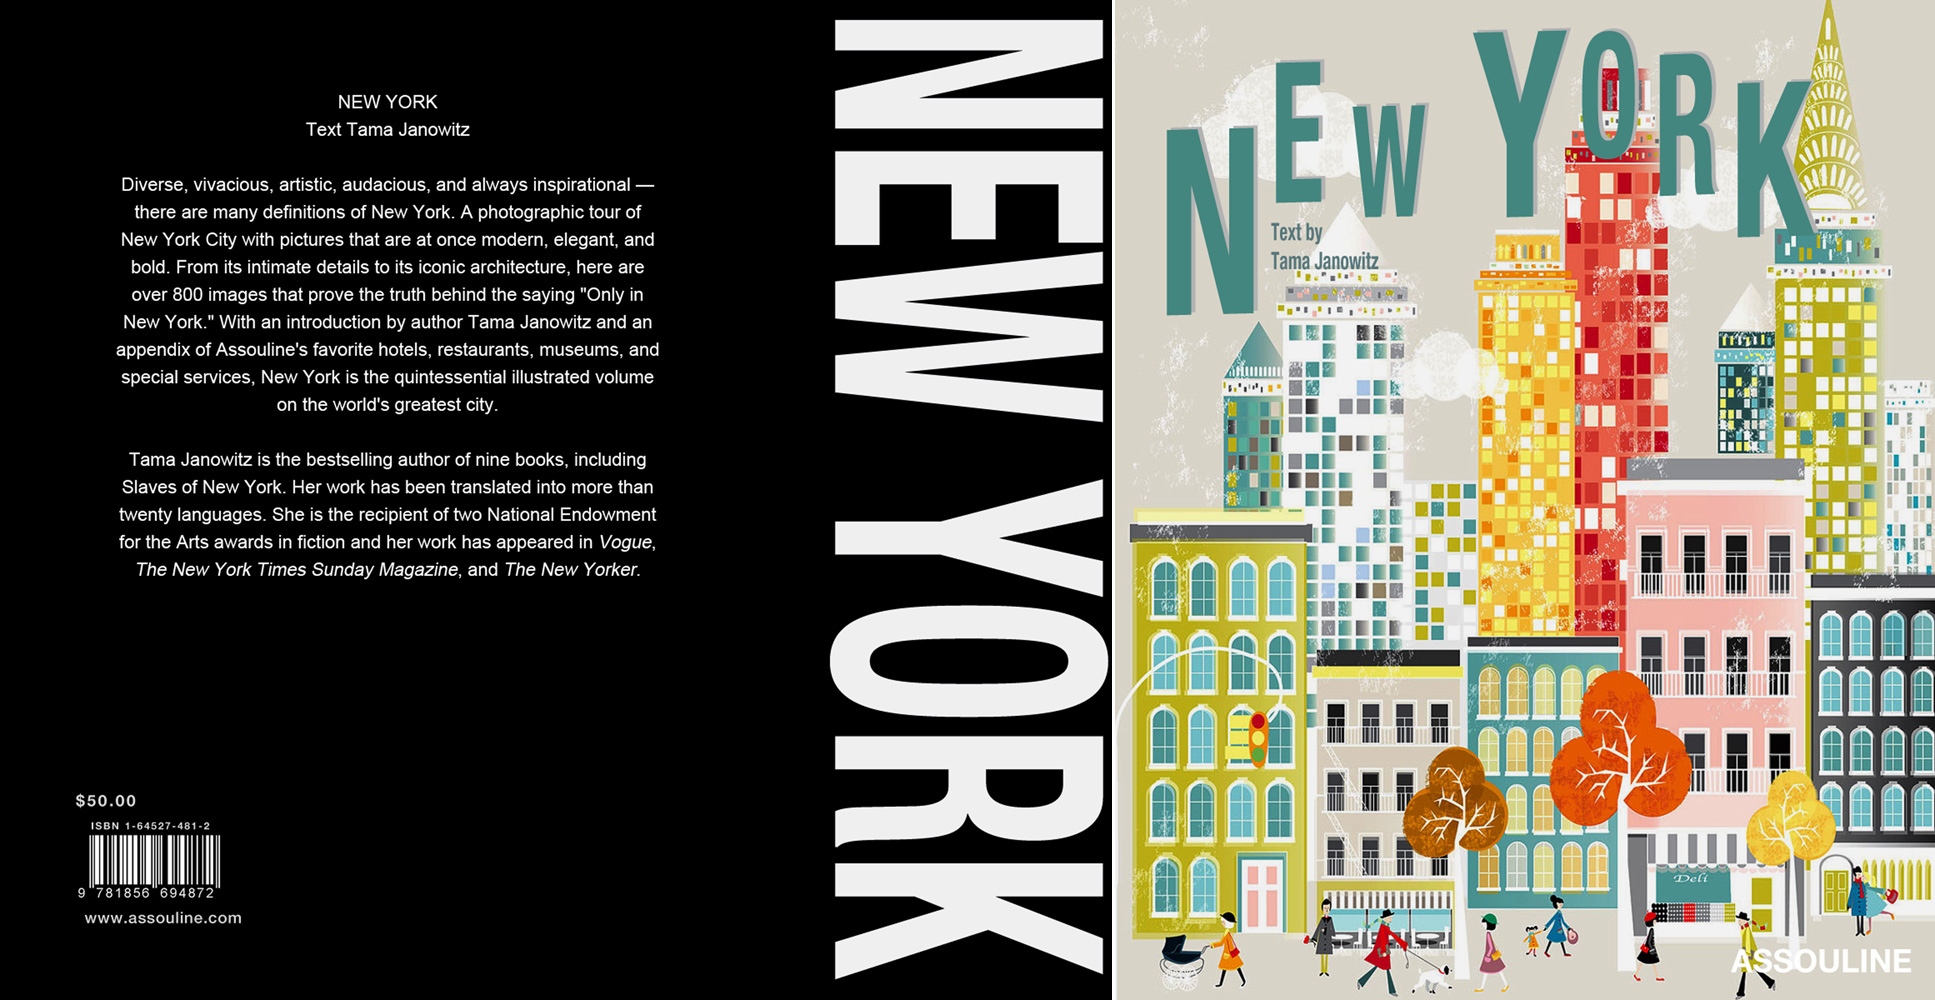 NEW YORK
Text Tama Janowitz
Diverse, vivacious, artistic, audacious, and always inspirational —
there are many definitions of New York. A photographic tour of
New York City with pictures that are at once modern, elegant, and
bold. From its intimate details to its iconic architecture, here are
over 800 images that prove the truth behind the saying "Only in
New York." With an introduction by author Tama Janowitz and an
appendix of Assouline's favorite hotels, restaurants, museums, and
special services, New York is the quintessential illustrated volume
on the world's greatest city.
Tama Janowitz is the bestselling author of nine books, including
Slaves of New York. Her work has been translated into more than
twenty languages. She is the recipient of two National Endowment
for the Arts awards in fiction and her work has appeared in Vogue,
The New York Times Sunday Magazine, and The New Yorker.
$50.00
ISBN 1-64527-481-2
9 781856 694872
www.assouline.com
NEW YORK
NEW YORK
Text by
Tama Janowitz
Deli
ASSOULINE